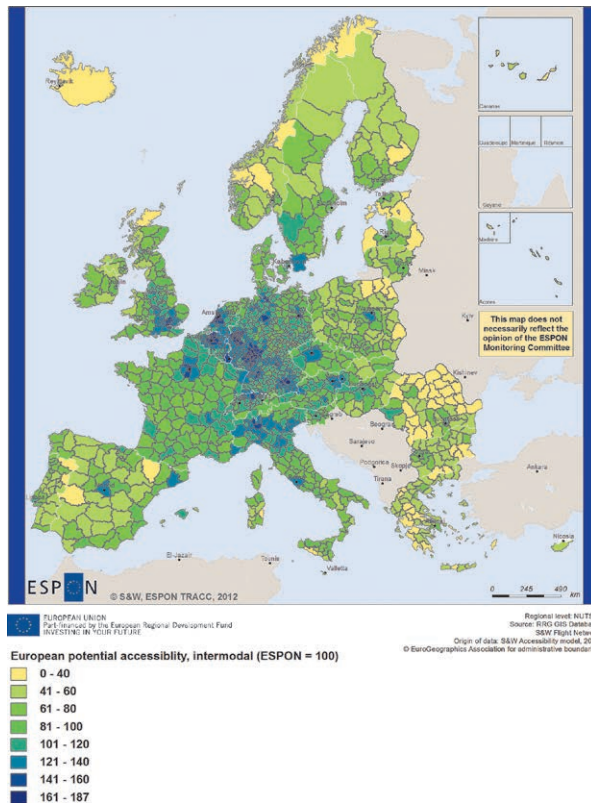 Reykjavik
Canarias
Guadeloupe Martinique Réunion
Guyane
Madeira
Acores
This map does not
necessarily reflect the
opinion of the ESPON
Monitoring Committee
Minsk
Kyiv
Kishinev
Beograd
Sarajevo
Podgorica
Skopje
Tirana
Ankara
Nicosia
El-Jazair
Tounis
Valletta
ESPON
© S&W, ESPON TRACC, 2012
0 245 490
km
EUROPEAN UNION
Part-financed by the European Regional Development Fund
INVESTING IN YOUR FUTURE
Regional level: NUTS
Source: RRG GIS Databa
S&W Flight Netw
Origin of data: S&W Accessibility model, 20
© EuroGeographics Association for administrative boundar
European potential accessiblity, intermodal (ESPON = 100)
0 - 40
41 - 60
61 - 80
81 - 100
101 - 120
121 - 140
141 - 160
161 - 187